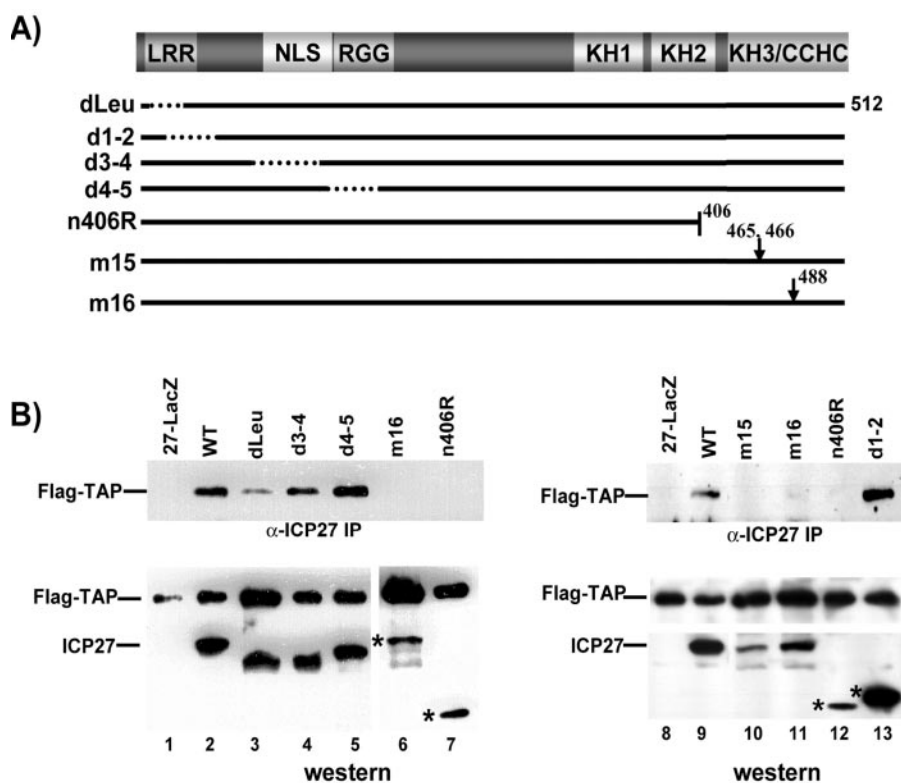 A)
LRR NLS RGG KH1 KH2 KH3/CCHC
dLeu 512
d1-2
d3-4
d4-5
n406R 406
465, 466
m15
488
m16
B)
27-LacZ WT dLeu d3-4 d4-5 m16 n406R
Flag-TAP
α-ICP27 IP
Flag-TAP
ICP27 *
*
1 2 3 4 5 6 7
western
27-LacZ WT m15 m16 n406R d1-2
Flag-TAP
α-ICP27 IP
Flag-TAP
ICP27
* *
8 9 10 11 12 13
western